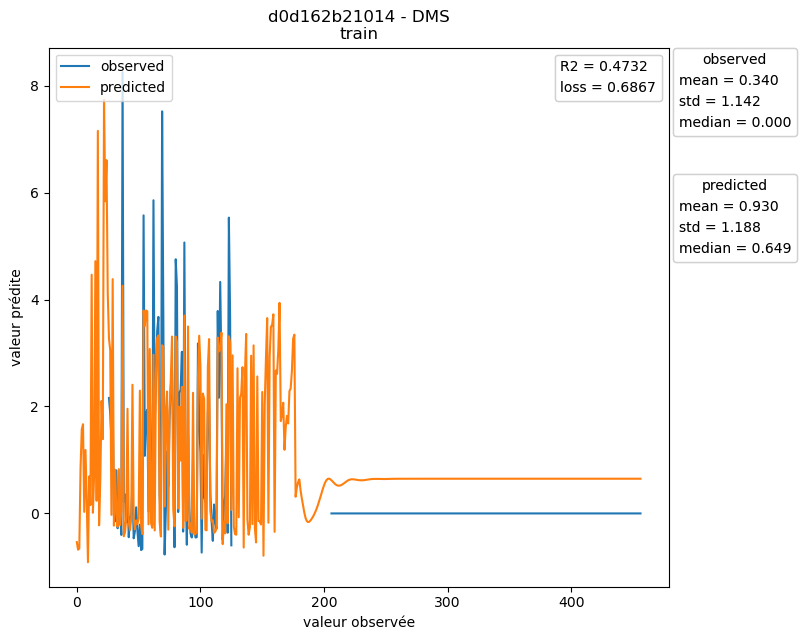 d0d162b21014 - DMS
train
observed
predicted
R2 = 0.4732
loss = 0.6867
observed
mean = 0.340
std = 1.142
median = 0.000
predicted
mean = 0.930
std = 1.188
median = 0.649
valeur prédite
8
6
4
2
0
0
100
200
300
400
valeur observée